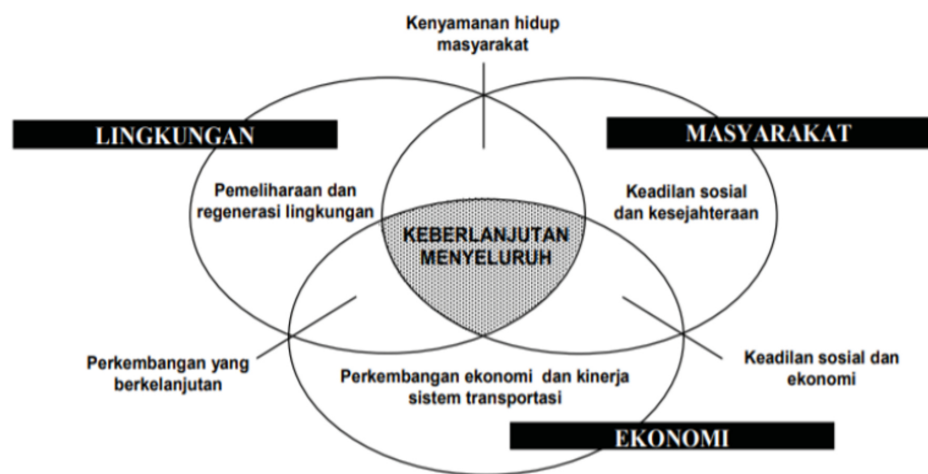 Kenyamanan hidup
masyarakat
LINGKUNGAN
MASYARAKAT
Pemeliharaan dan
regenerasi lingkungan
Keadilan sosial
dan kesejahteraan
KEBERLANJUTAN
MENYELURUH
Perkembangan yang
berkelanjutan
Perkembangan ekonomi dan kinerja
sistem transportasi
Keadilan sosial dan
ekonomi
EKONOMI